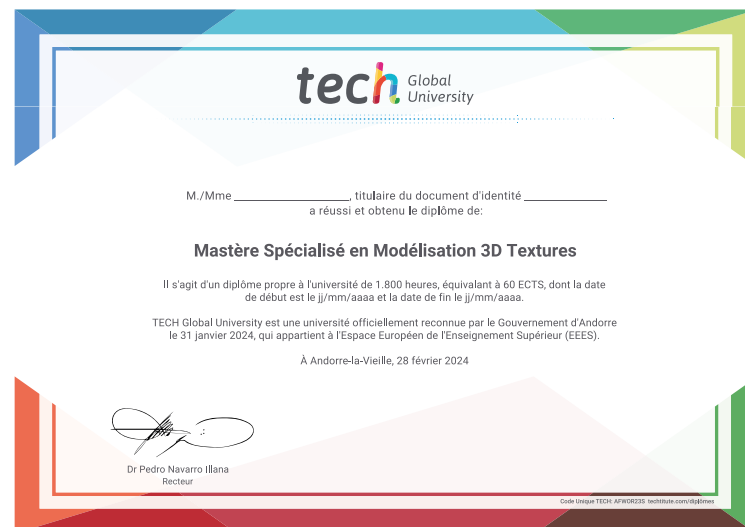 tech Global
University
M./Mme ____________________, titulaire du document d'identité ______________
a réussi et obtenu le diplôme de:
Mastère Spécialisé en Modélisation 3D Textures
Il s'agit d'un diplôme propre à l'université de 1.800 heures, équivalant à 60 ECTS, dont la date
de début est le jj/mm/aaaa et la date de fin le jj/mm/aaaa.
TECH Global University est une université officiellement reconnue par le Gouvernement d'Andorre
le 31 janvier 2024, qui appartient à l'Espace Européen de l'Enseignement Supérieur (EEES).
À Andorre-la-Vieille, 28 février 2024
Dr Pedro Navarro Illana
Recteur
Code Unique TECH: AFWOR23S techtitute.com/diplômes